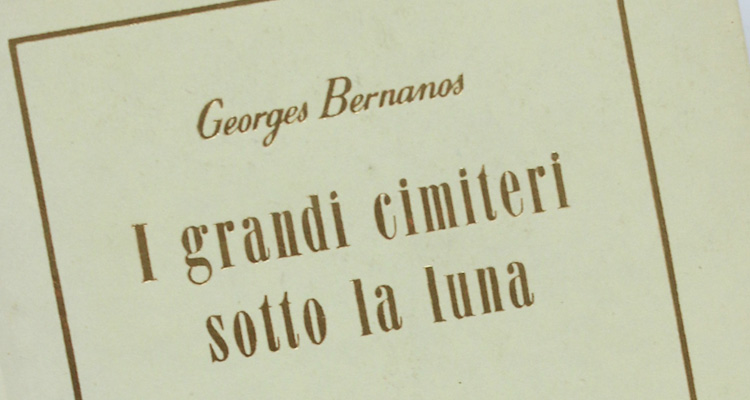 Georges Bernanos
I grandi cimiteri
sotto la luna